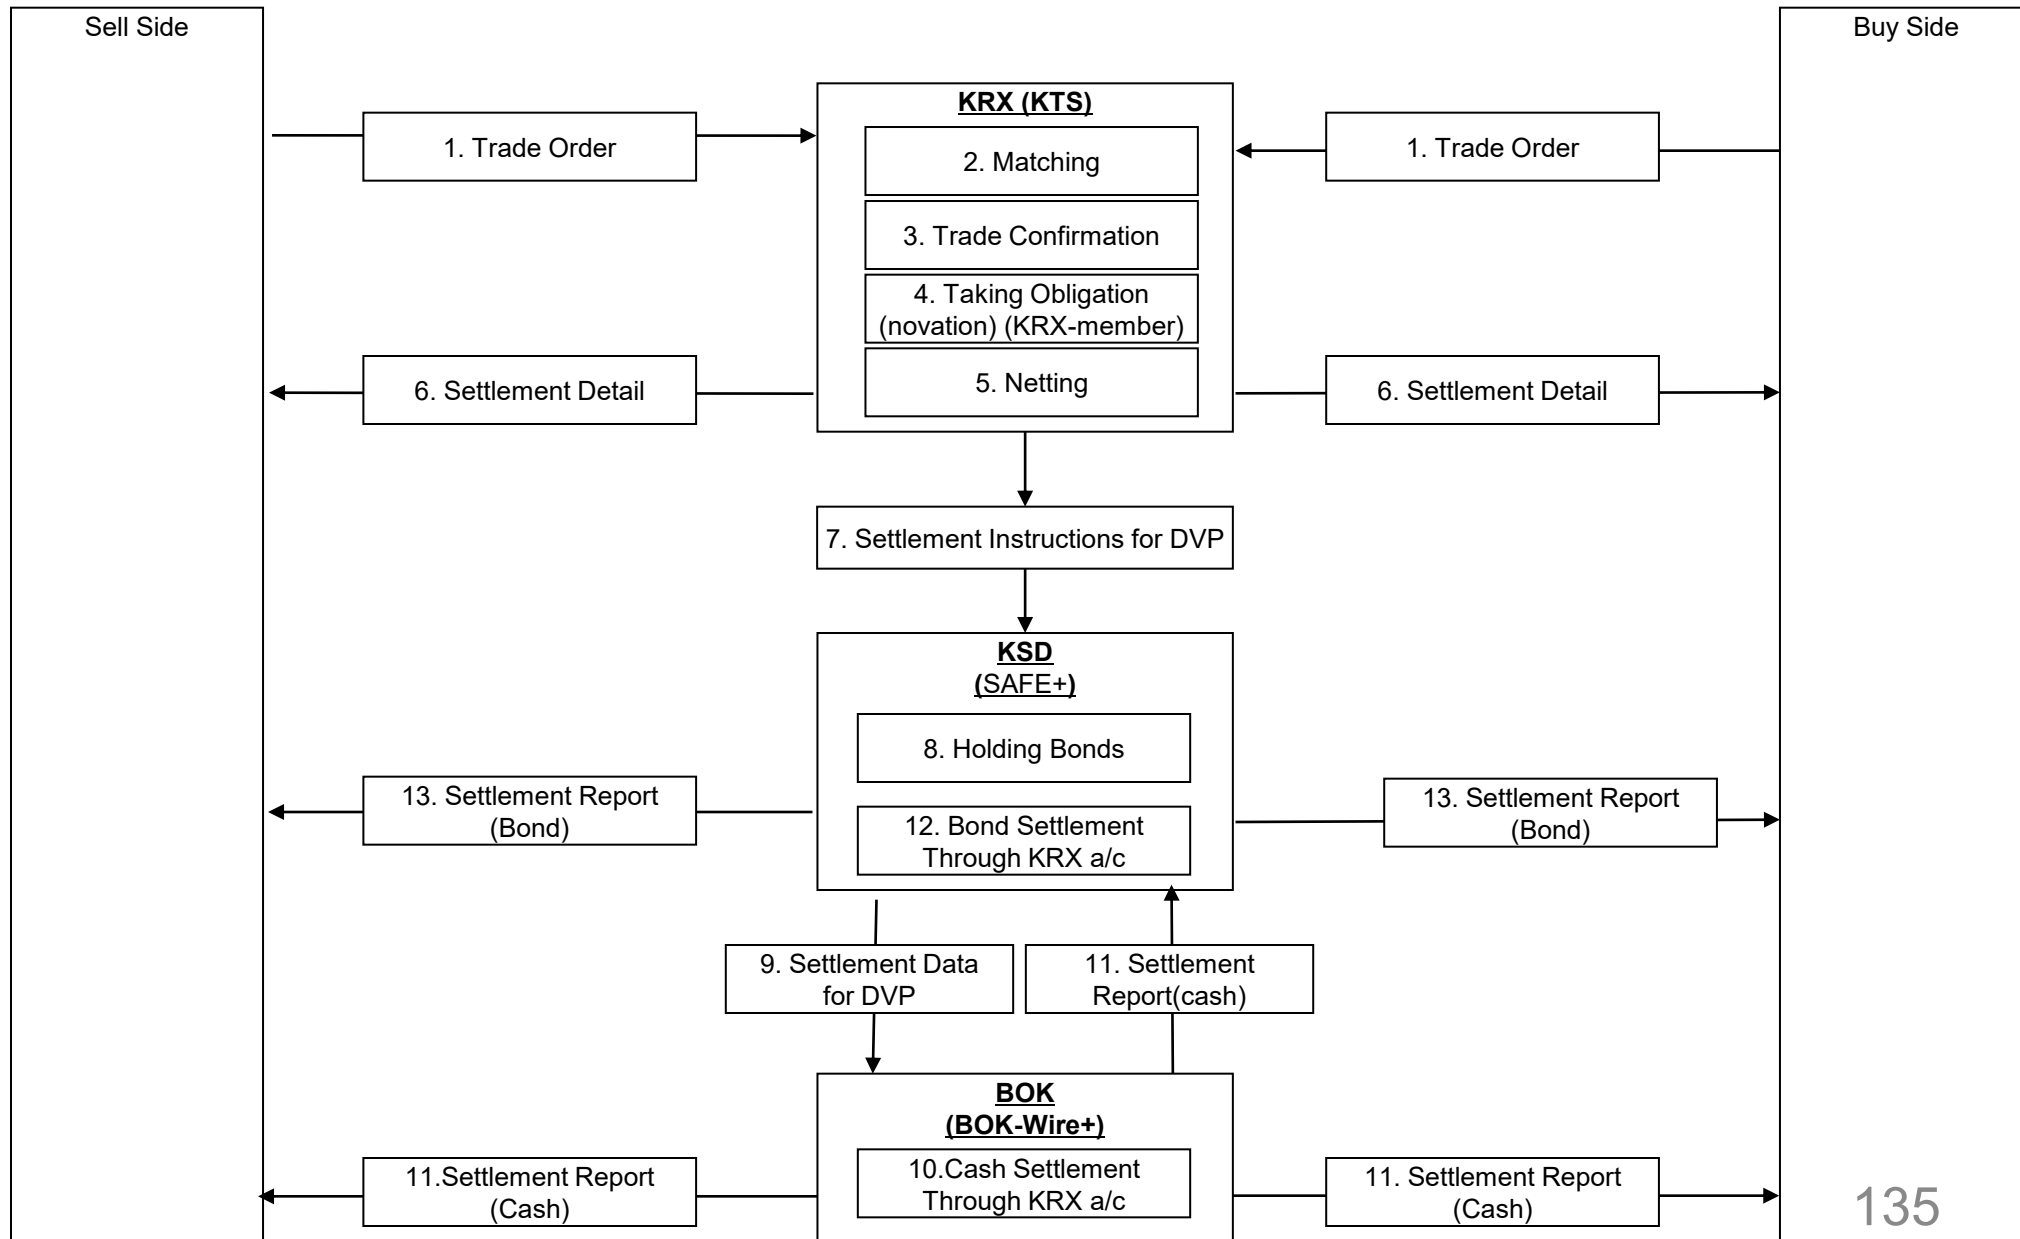 Sell Side
Buy Side
KRX (KTS)
1. Trade Order
2. Matching
1. Trade Order
3. Trade Confirmation
4. Taking Obligation
(novation) (KRX-member)
6. Settlement Detail
5. Netting
6. Settlement Detail
7. Settlement Instructions for DVP
KSD
(SAFE+)
8. Holding Bonds
13. Settlement Report
(Bond)
12. Bond Settlement
Through KRX a/c
13. Settlement Report
(Bond)
9. Settlement Data
for DVP
11. Settlement
Report(cash)
BOK
(BOK-Wire+)
11.Settlement Report
(Cash)
10.Cash Settlement
Through KRX a/c
11. Settlement Report
(Cash)
135